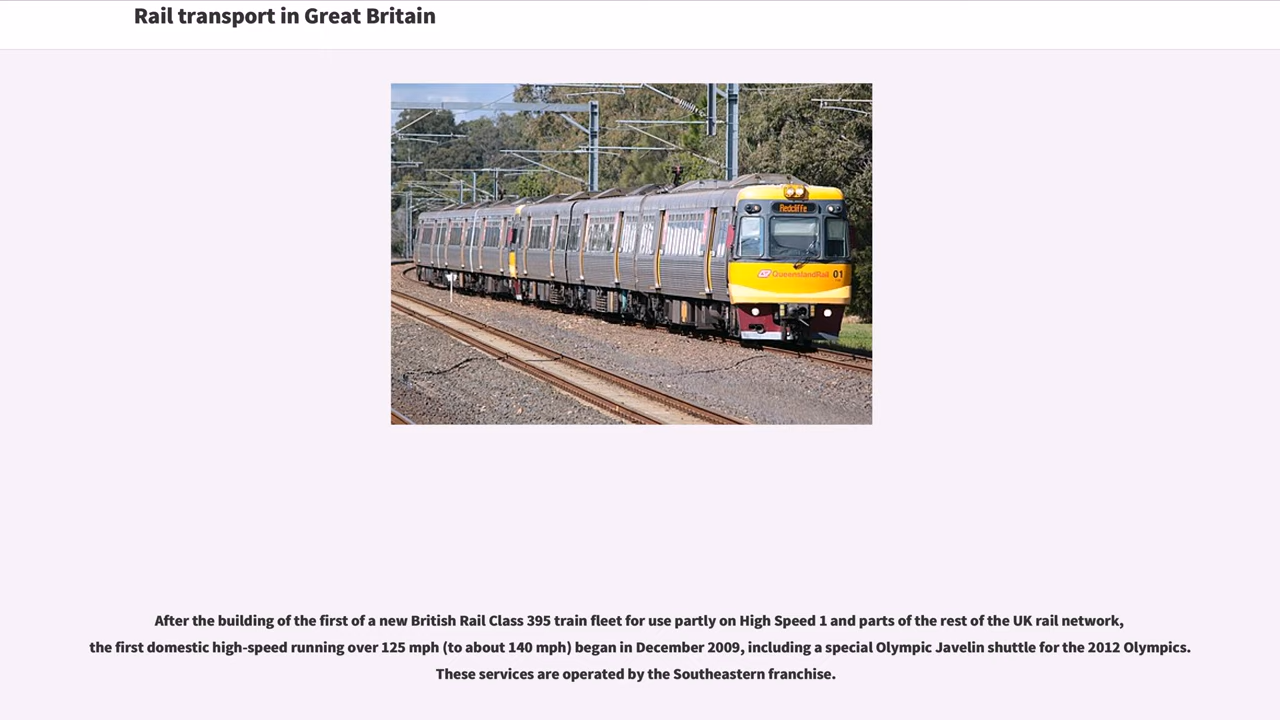 Rail transport in Great Britain
Redcliffe
QueenslandRail 01
After the building of the first of a new British Rail Class 395 train fleet for use partly on High Speed 1 and parts of the rest of the UK rail network,
the first domestic high-speed running over 125 mph (to about 140 mph) began in December 2009, including a special Olympic Javelin shuttle for the 2012 Olympics.
These services are operated by the Southeastern franchise.